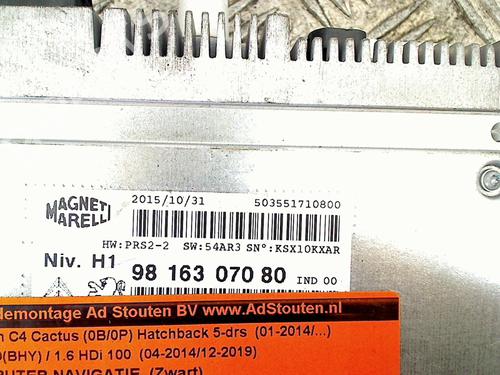 MAGNETI MARELLI
2015/10/31 503551710800
HW:PRS2-2 SW:54AR3 SN°:KSX10KXAR
Niv. H1 98 163 070 80 IND 00
demontage Ad Stouten BV www.AdStouten.nl
n C4 Cactus (0B/0P) Hatchback 5-drs (01-2014/...)
(BHY) / 1.6 HDi 100 (04-2014/12-2019)
PUTER NAVIGATIE (Zwart)